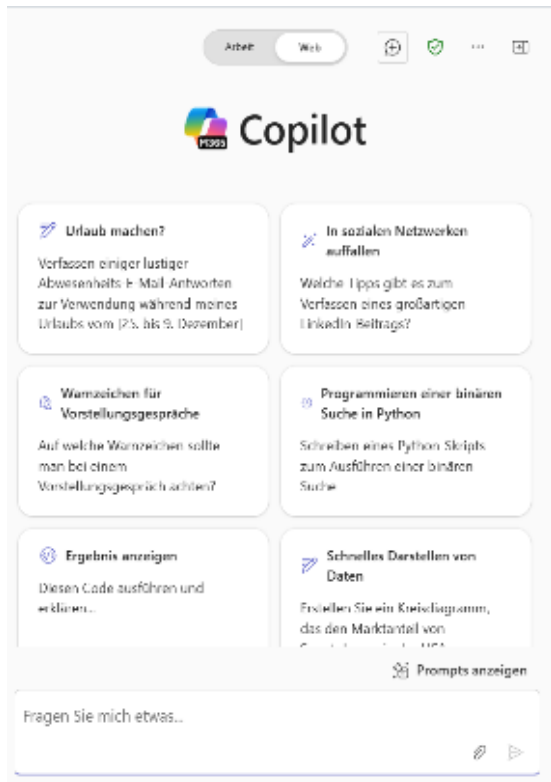 Arbeit
Web
Copilot
M365
Urlaub machen?
Verfassen einiger lustiger
Abwesenheits-E-Mail-Antworten
zur Verwendung während meines
Urlaubs vom [25. bis 9. Dezember]
In sozialen Netzwerken
auffallen
Welche Tipps gibt es zum
Verfassen eines großartigen
LinkedIn-Beitrags?
Warnzeichen für
Vorstellungsgespräche
Auf welche Warnzeichen sollte
man bei einem
Vorstellungsgespräch achten?
Programmieren einer binären
Suche in Python
Schreiben eines Python-Skripts
zum Ausführen einer binären
Suche
Ergebnis anzeigen
Diesen Code ausführen und
erklären...
Schnelles Darstellen von
Daten
Erstellen Sie ein Kreisdiagramm,
das den Marktanteil von
Prompts anzeigen
Fragen Sie mich etwas...